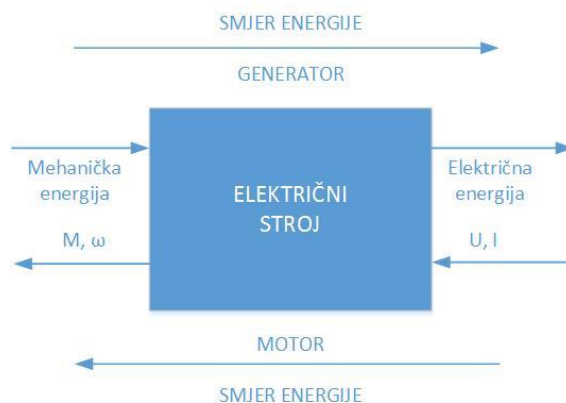 SMJER ENERGIJE
GENERATOR
Mehanička
energija
ELEKTRIČNI
STROJ
Električna
energija
M, ω
U, I
MOTOR
SMJER ENERGIJE